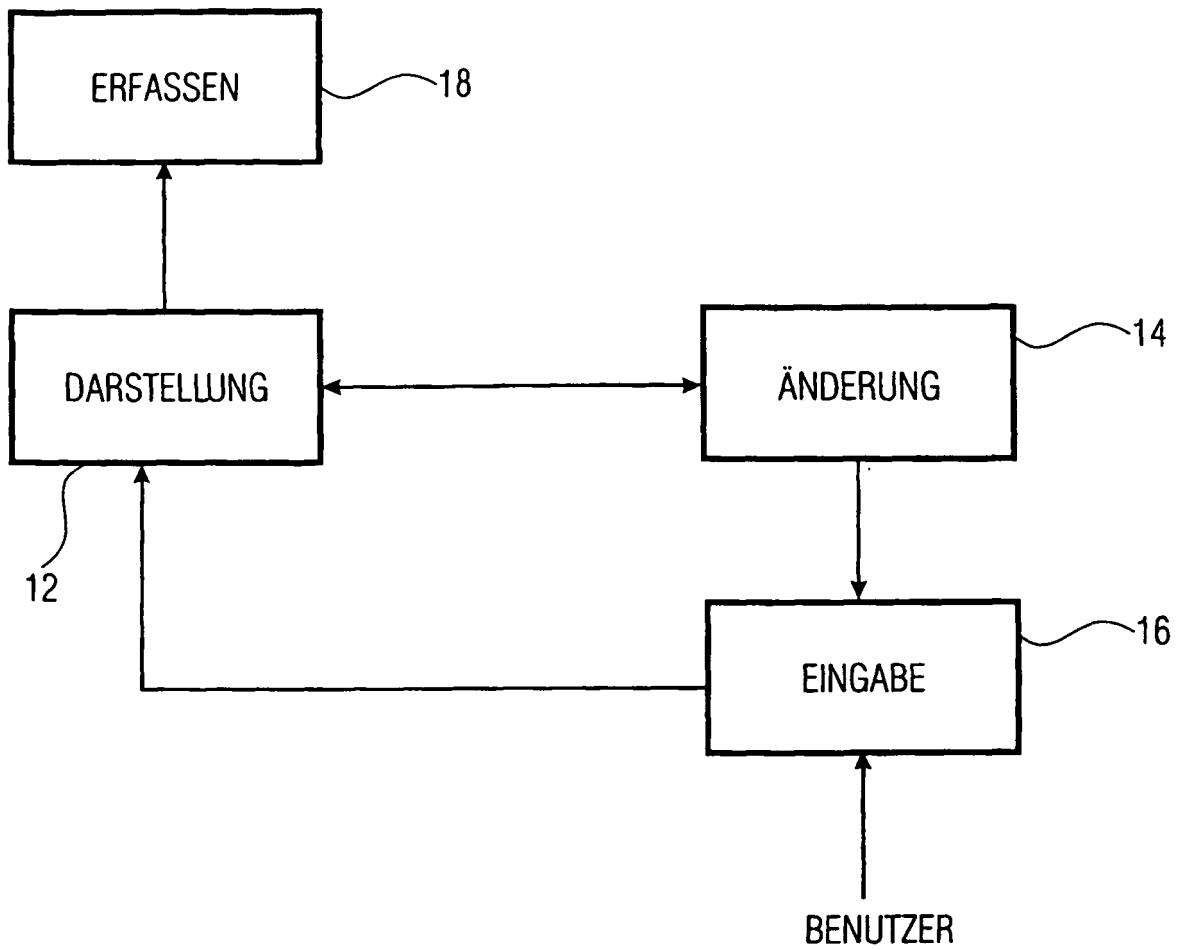 ERFASSEN
18
DARSTELLUNG
ÄNDERUNG
14
12
EINGABE
16
BENUTZER